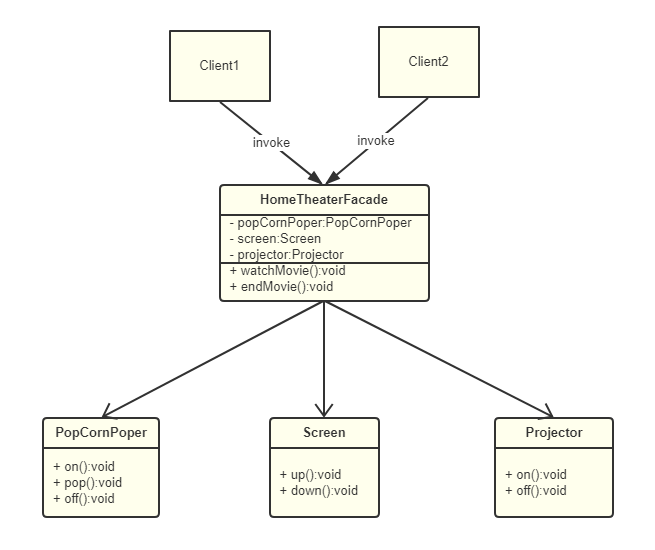 Client1
Client2
invoke
invoke
HomeTheaterFacade
- popCornPoper:PopCornPoper
- screen:Screen
- projector:Projector
+ watchMovie():void
+ endMovie():void
PopCornPoper
+ on():void
+ pop():void
+ off():void
Screen
+ up():void
+ down():void
Projector
+ on():void
+ off():void